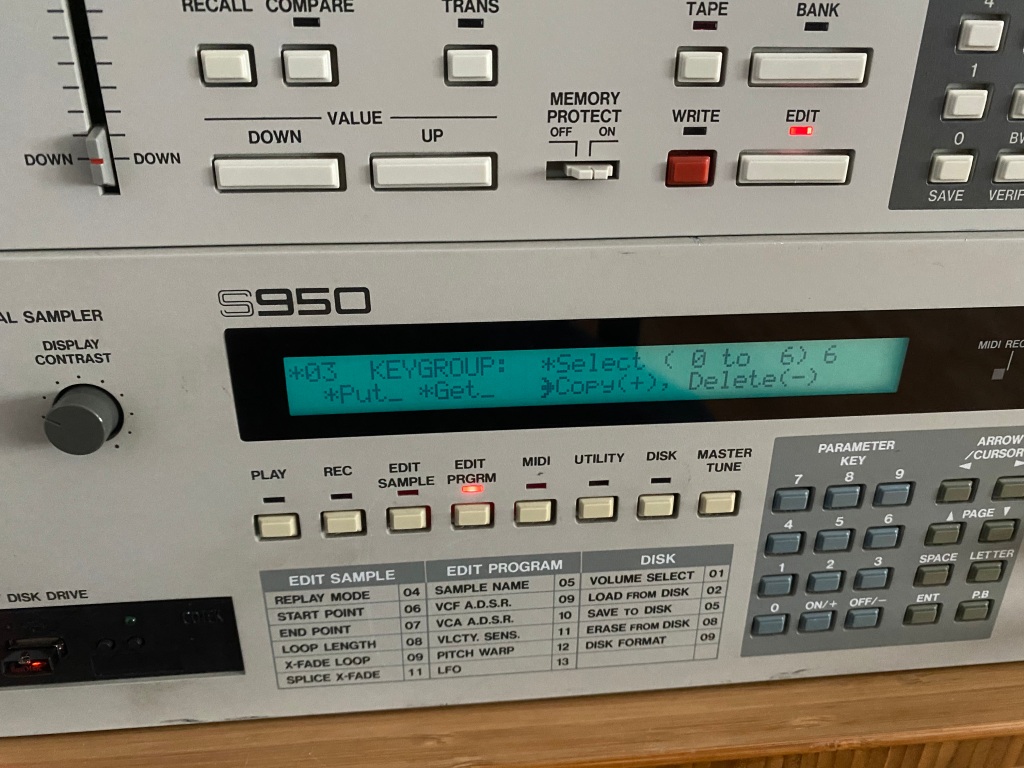 RECALL COMPARE TRANS TAPE BANK 4
1
VALUE
DOWN UP
DOWN DOWN
MEMORY
PROTECT
OFF ON
WRITE EDIT
0
SAVE
S950
AL SAMPLER
DISPLAY
CONTRAST
*03 KEYGROUP: *Select ( 0 to 6) 6
*Put_ *Get_ Copy(+), Delete(-)
MIDI REC
PLAY REC EDIT SAMPLE EDIT PRGRM MIDI UTILITY DISK MASTER TUNE
PARAMETER
KEY
ARROW
/CURSOR
7 8 9
4 5 6
1 2 3
0 ON/+ OFF/−
PAGE
SPACE LETTER
ENT P.B
DISK DRIVE
EDIT SAMPLE
REPLAY MODE 04
START POINT 06
END POINT 07
LOOP LENGTH 08
X-FADE LOOP 09
SPLICE X-FADE 11
EDIT PROGRAM
SAMPLE NAME 05
VCF A.D.S.R. 09
VCA A.D.S.R. 10
VLCTY. SENS. 11
PITCH WARP 12
LFO 13
DISK
VOLUME SELECT 01
LOAD FROM DISK 02
SAVE TO DISK 05
ERASE FROM DISK 08
DISK FORMAT 09